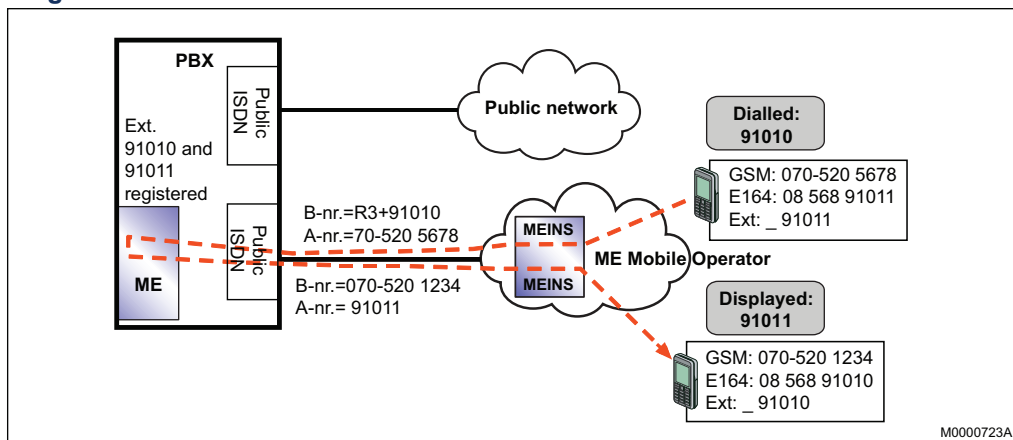 PBX
Public
ISDN
Ext.
91010 and
91011
registered
ME
Public
ISDN
Public network
B-nr.=R3+91010
A-nr.=70-520 5678
B-nr.=070-520 1234
A-nr.= 91011
MEINS
MEINS
ME Mobile Operator
Dialled:
91010
GSM: 070-520 5678
E164: 08 568 91011
Ext: _ 91011
Displayed:
91011
GSM: 070-520 1234
E164: 08 568 91010
Ext: _ 91010
M0000723A